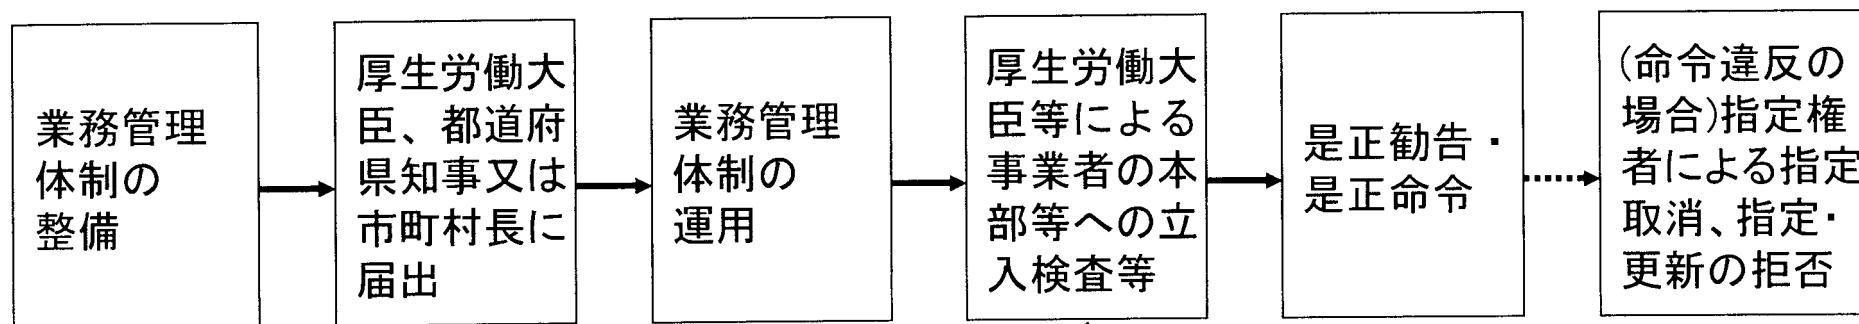 業務管理
体制の
整備
厚生労働大
臣、都道府
県知事又は
市町村長に
届出
業務管理
体制の
運用
厚生労働大
臣等による
事業者の本
部等への立
入検査等
是正勧告・
是正命令
(命令違反の
場合)指定権
者による指定
取消、指定・
更新の拒否